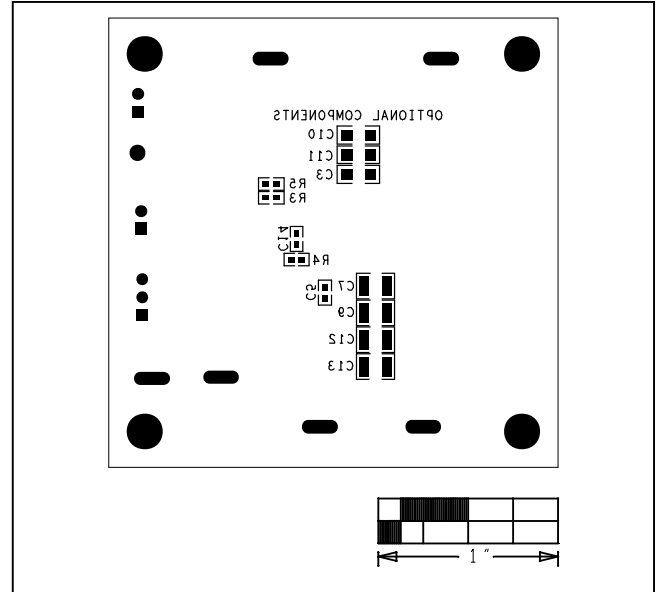 OPTIONAL COMPONENTS
C10
C11
C3
R5
R3
C14
R4
C5
C7
C9
C12
C13
1 "